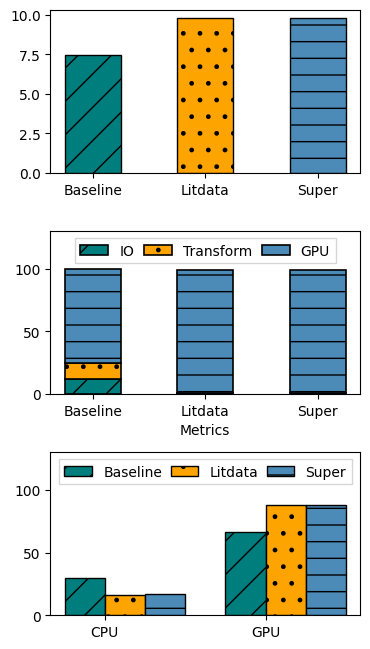 10.0
7.5
5.0
2.5
0.0
Baseline Litdata Super
IO Transform GPU
100
50
0
Baseline Litdata Super
Metrics
Baseline Litdata Super
100
50
0
CPU GPU